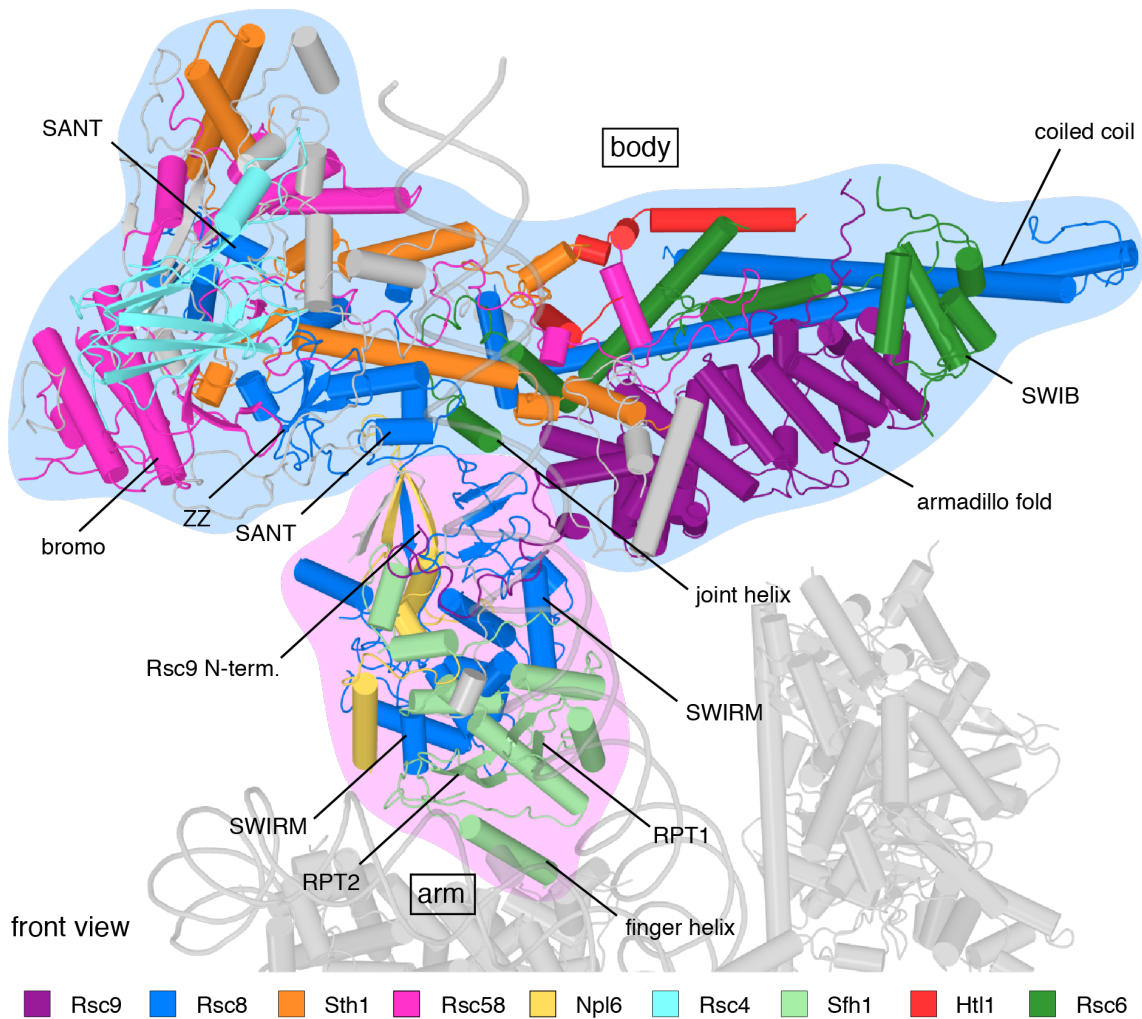 SANT
body
coiled coil
SWIB
armadillo fold
ZZ
SANT
bromo
joint helix
Rsc9 N-term.
SWIRM
SWIRM
RPT1
RPT2
arm
finger helix
front view
Rsc9 Rsc8 Sth1 Rsc58 Npl6 Rsc4 Sfh1 Htl1 Rsc6